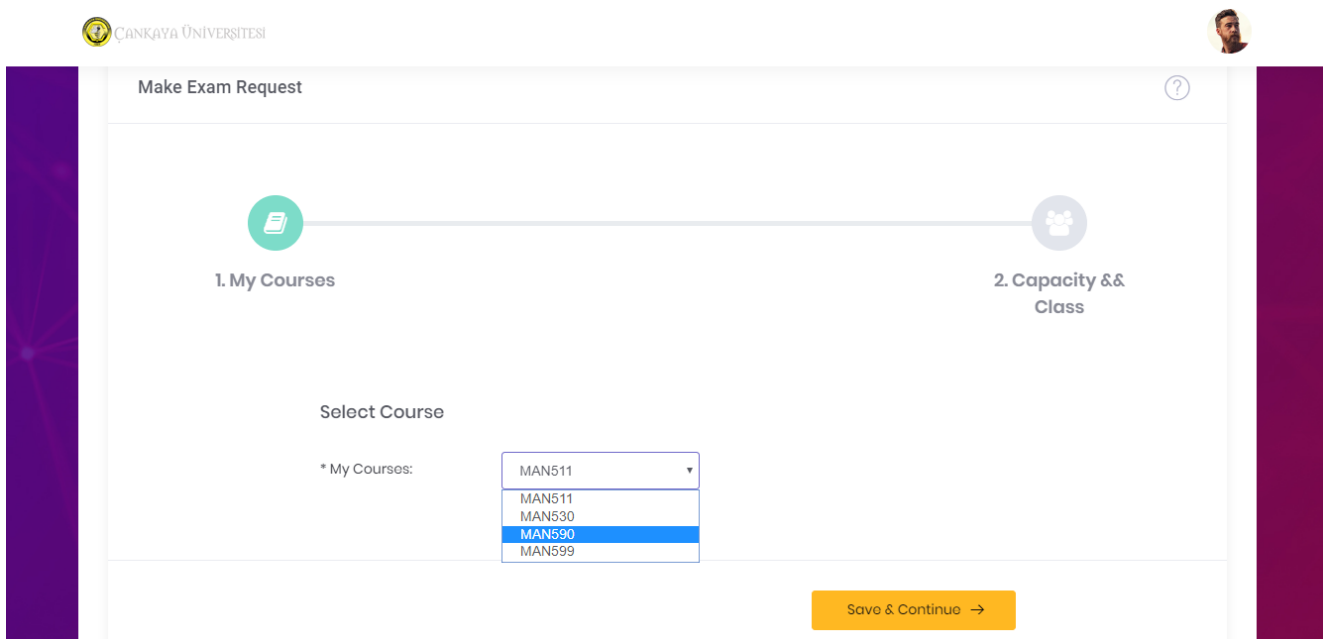 ÇANKAYA ÜNİVERSİTESİ
Make Exam Request
?
1. My Courses
2. Capacity &&
Class
Select Course
* My Courses:
MAN511
MAN511
MAN530
MAN590
MAN599
Save & Continue →